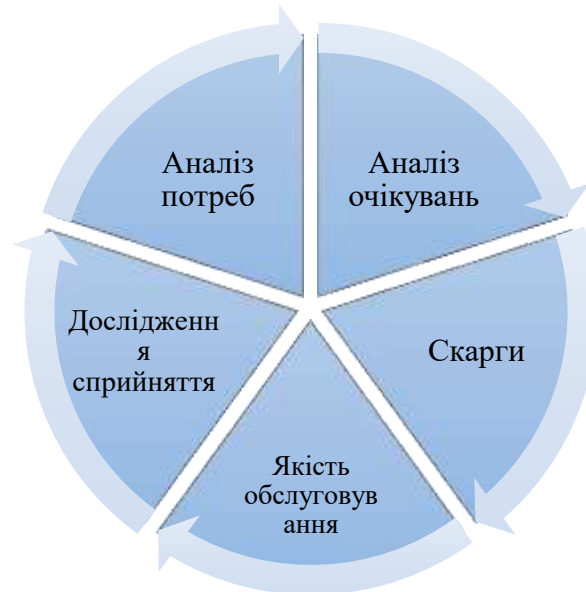 Аналіз
потреб
Аналіз
очікувань
Скарги
Якість
обслуговув
ання
Дослідженн
я
сприйняття